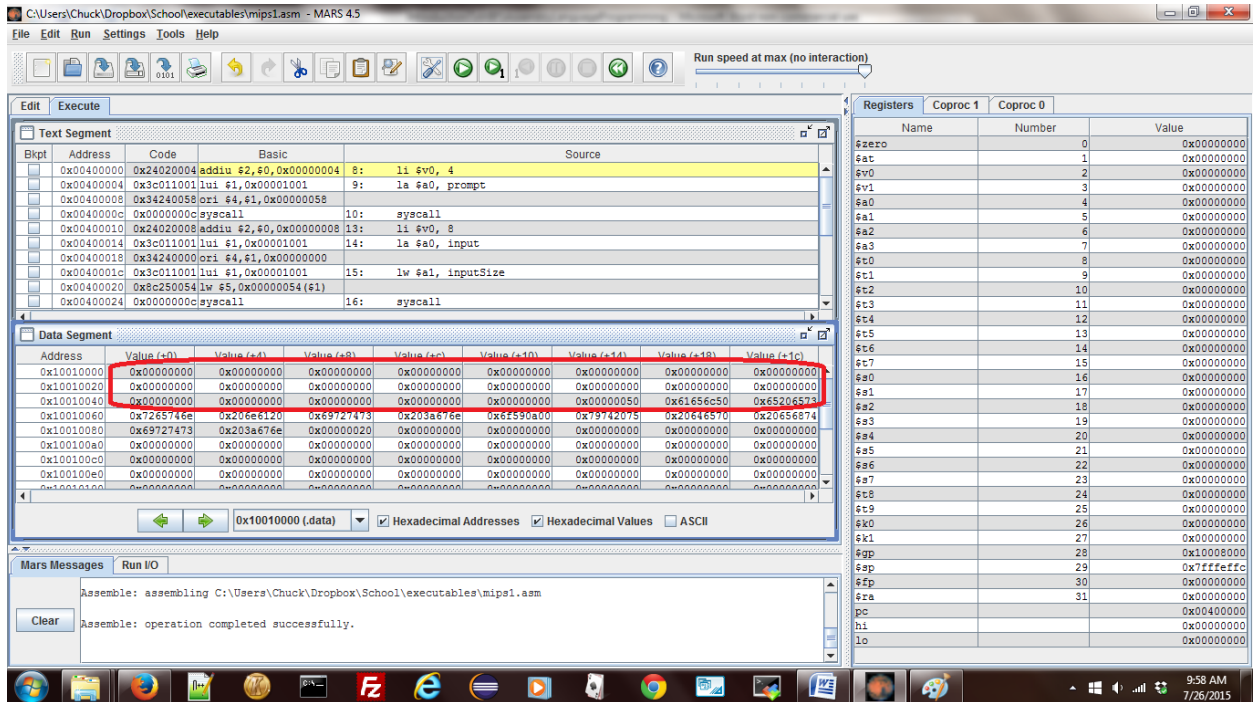 C:\Users\Chuck\Dropbox\School\executables\mips1.asm - MARS 4.5
File Edit Run Settings Tools Help
Run speed at max (no interaction)
Edit Execute
Text Segment
Bkpt Address Code Basic Source
0x00400000 0x24020004 addiu $2,$0,0x00000004 8: li $v0, 4
0x00400004 0x3c011001 lui $1,0x00001001 9: la $a0, prompt
0x00400008 0x34240058 ori $4,$1,0x00000058
0x0040000c 0x0000000c syscall 10: syscall
0x00400010 0x24020008 addiu $2,$0,0x00000008 13: li $v0, 8
0x00400014 0x3c011001 lui $1,0x00001001 14: la $a0, input
0x00400018 0x34240000 ori $4,$1,0x00000000
0x0040001c 0x3c011001 lui $1,0x00001001 15: lw $a1, inputSize
0x00400020 0x8c250054 lw $5,0x00000054($1)
0x00400024 0x0000000c syscall 16: syscall
Data Segment
Address Value (+0) Value (+4) Value (+8) Value (+c) Value (+10) Value (+14) Value (+18) Value (+1c)
0x10010000 0x00000000 0x00000000 0x00000000 0x00000000 0x00000000 0x00000000 0x00000000 0x00000000
0x10010020 0x00000000 0x00000000 0x00000000 0x00000000 0x00000000 0x00000000 0x00000000 0x00000000
0x10010040 0x00000000 0x00000000 0x00000000 0x00000000 0x00000000 0x00000050 0x61656c50 0x65206573
0x10010060 0x7265746e 0x206e6120 0x69727473 0x203a676e 0x6f590a00 0x79742075 0x20646570 0x20656874
0x10010080 0x69727473 0x203a676e 0x00000020 0x00000000 0x00000000 0x00000000 0x00000000 0x00000000
0x100100a0 0x00000000 0x00000000 0x00000000 0x00000000 0x00000000 0x00000000 0x00000000 0x00000000
0x100100c0 0x00000000 0x00000000 0x00000000 0x00000000 0x00000000 0x00000000 0x00000000 0x00000000
0x100100e0 0x00000000 0x00000000 0x00000000 0x00000000 0x00000000 0x00000000 0x00000000 0x00000000
0x10010100 0x00000000 0x00000000 0x00000000 0x00000000 0x00000000 0x00000000 0x00000000 0x00000000
0x10010000 (.data) Hexadecimal Addresses Hexadecimal Values ASCII
Mars Messages Run I/O
Assemble: assembling C:\Users\Chuck\Dropbox\School\executables\mips1.asm
Assemble: operation completed successfully.
Clear
Registers Coproc 1 Coproc 0
Name Number Value
$zero 0 0x00000000
$at 1 0x00000000
$v0 2 0x00000000
$v1 3 0x00000000
$a0 4 0x00000000
$a1 5 0x00000000
$a2 6 0x00000000
$a3 7 0x00000000
$t0 8 0x00000000
$t1 9 0x00000000
$t2 10 0x00000000
$t3 11 0x00000000
$t4 12 0x00000000
$t5 13 0x00000000
$t6 14 0x00000000
$t7 15 0x00000000
$s0 16 0x00000000
$s1 17 0x00000000
$s2 18 0x00000000
$s3 19 0x00000000
$s4 20 0x00000000
$s5 21 0x00000000
$s6 22 0x00000000
$s7 23 0x00000000
$t8 24 0x00000000
$t9 25 0x00000000
$k0 26 0x00000000
$k1 27 0x00000000
$gp 28 0x10008000
$sp 29 0x7fffeffc
$fp 30 0x00000000
$ra 31 0x00000000
pc 0x00400000
hi 0x00000000
lo 0x00000000
9:58 AM
7/26/2015